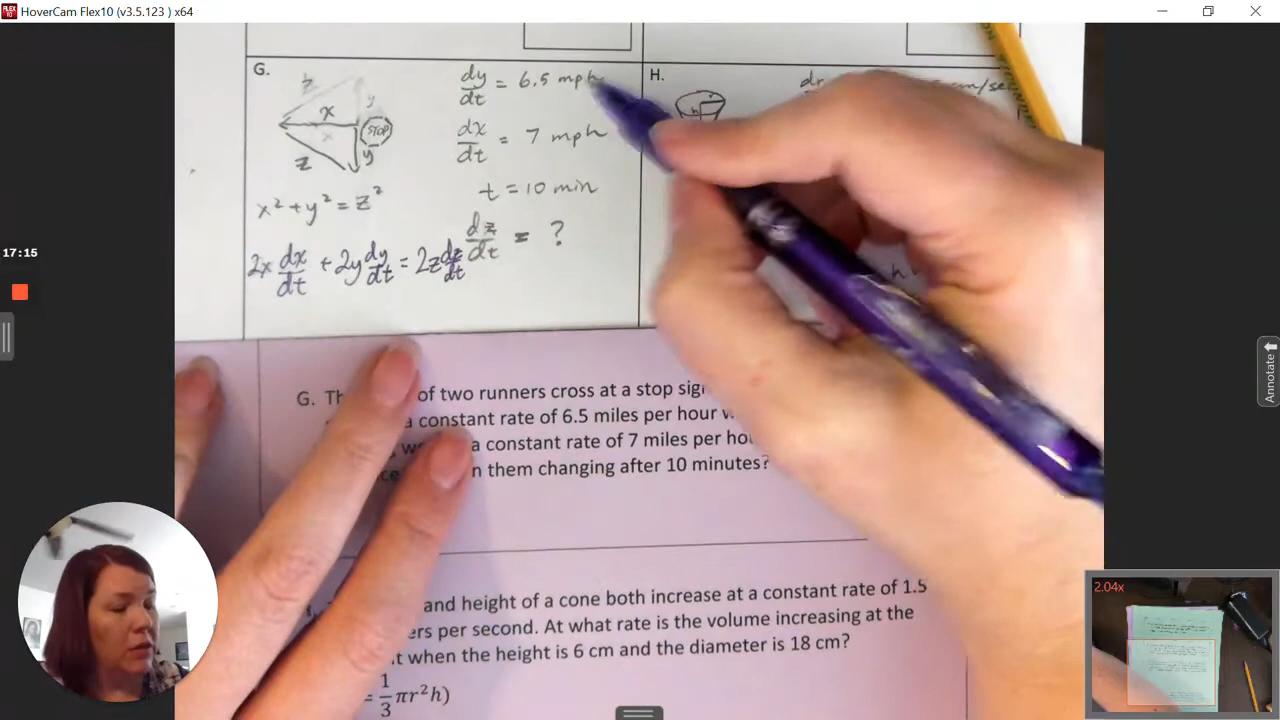 HoverCam Flex10 (v3.5.123) x64
17:15
G.
z
y
x
x
STOP
z
y
dy/dt = 6.5 mph
dx/dt = 7 mph
t = 10 min
x² + y² = z²
dz/dt = ?
2x dx/dt + 2y dy/dt = 2z dz/dt
H.
dr
cm/sec
h
G. Th of two runners cross at a stop sig
a constant rate of 6.5 miles per hour w
a constant rate of 7 miles per hou
n them changing after 10 minutes?
and height of a cone both increase at a constant rate of 1.5
ers per second. At what rate is the volume increasing at the
t when the height is 6 cm and the diameter is 18 cm?
= 1/3 πr²h)
Annotate
2.04x